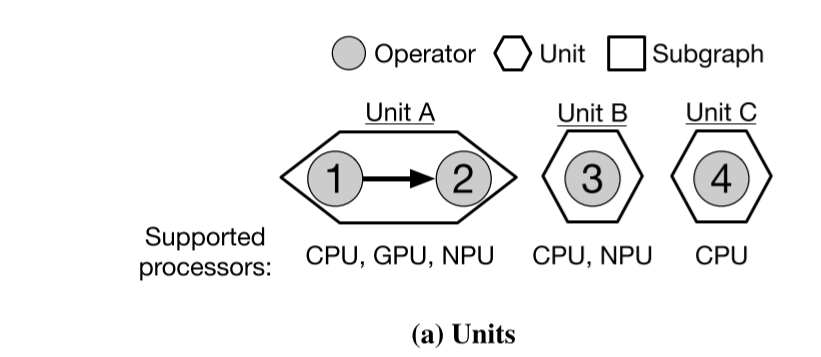 Operator Unit Subgraph
Unit A Unit B Unit C
1 2 3 4
Supported
processors:
CPU, GPU, NPU CPU, NPU CPU
(a) Units